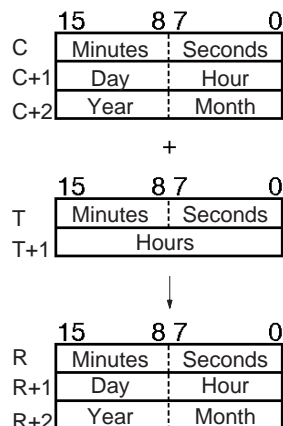 15 8 7 0
C Minutes Seconds
C+1 Day Hour
C+2 Year Month
+
15 8 7 0
T Minutes Seconds
T+1 Hours
15 8 7 0
R Minutes Seconds
R+1 Day Hour
R+2 Year Month